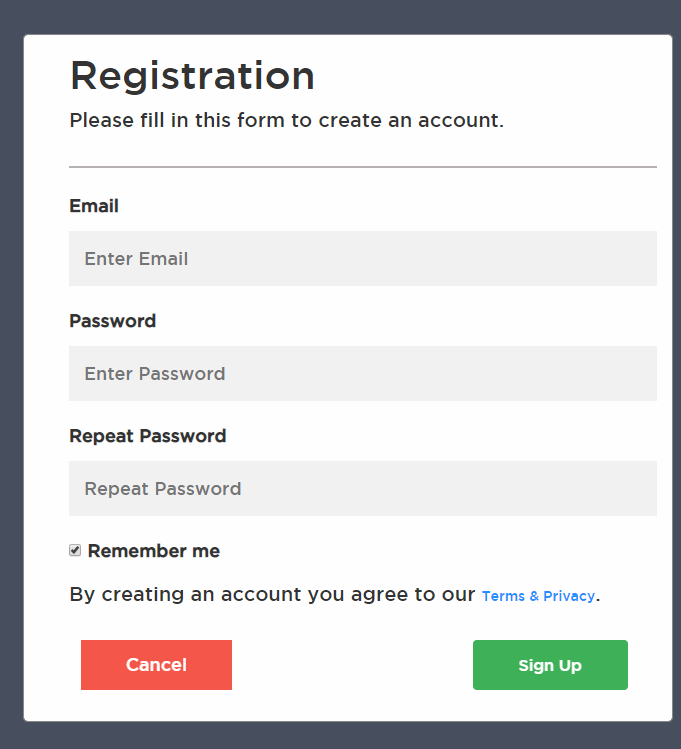 Registration
Please fill in this form to create an account.
Email
Enter Email
Password
Enter Password
Repeat Password
Repeat Password
Remember me
By creating an account you agree to our Terms & Privacy.
Cancel Sign Up